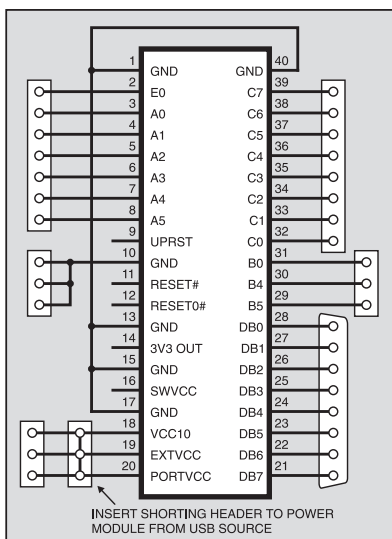 1 GND GND 40
2 E0 C7 39
3 A0 C6 38
4 A1 C5 37
5 A2 C4 36
6 A3 C3 35
7 A4 C2 34
8 A5 C1 33
9 UPRST C0 32
10 GND B0 31
11 RESET# B4 30
12 RESET0# B5 29
13 GND DB0 28
14 3V3 OUT DB1 27
15 GND DB2 26
16 SWVCC DB3 25
17 GND DB4 24
18 VCC10 DB5 23
19 EXTVCC DB6 22
20 PORTVCC DB7 21
INSERT SHORTING HEADER TO POWER
MODULE FROM USB SOURCE